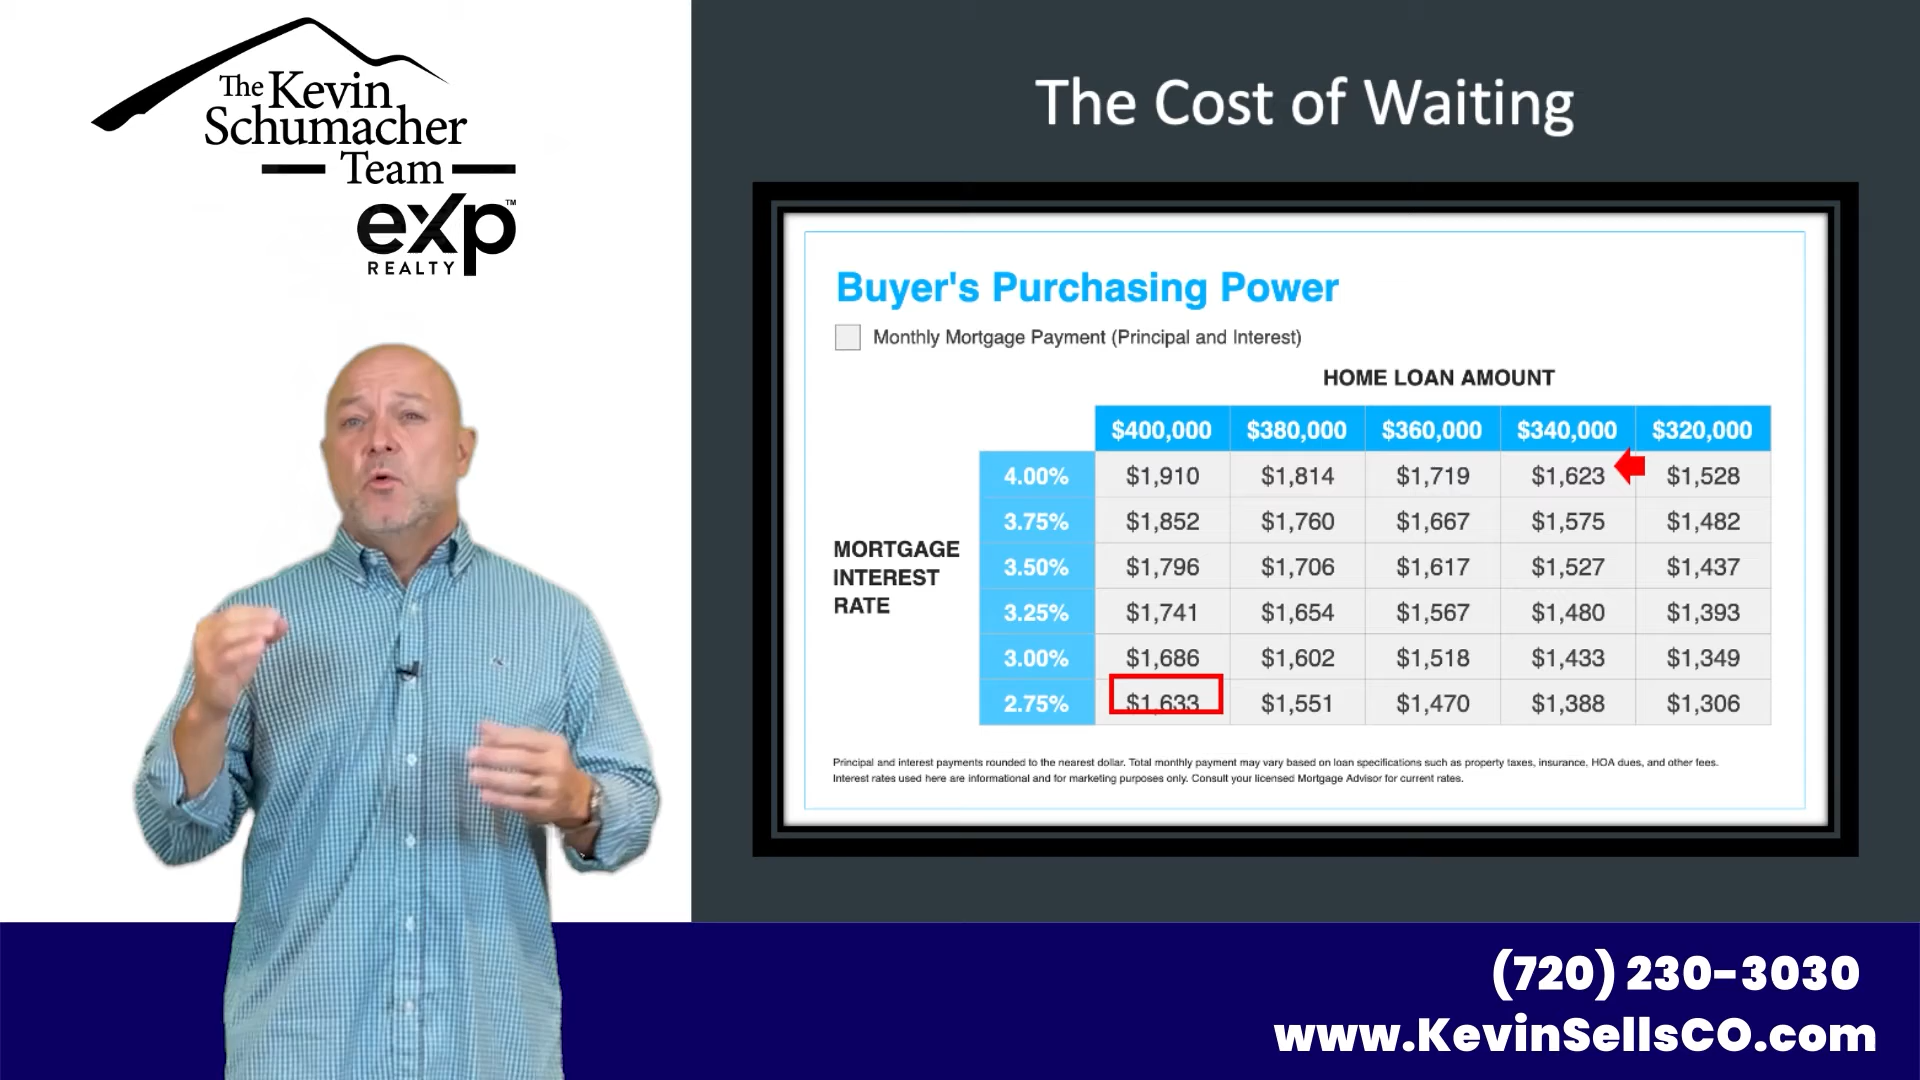 The Kevin
Schumacher
Team
eXp™
REALTY
The Cost of Waiting
Buyer's Purchasing Power
Monthly Mortgage Payment (Principal and Interest)
HOME LOAN AMOUNT
$400,000 $380,000 $360,000 $340,000 $320,000
MORTGAGE
INTEREST
RATE
4.00% $1,910 $1,814 $1,719 $1,623 $1,528
3.75% $1,852 $1,760 $1,667 $1,575 $1,482
3.50% $1,796 $1,706 $1,617 $1,527 $1,437
3.25% $1,741 $1,654 $1,567 $1,480 $1,393
3.00% $1,686 $1,602 $1,518 $1,433 $1,349
2.75% $1,633 $1,551 $1,470 $1,388 $1,306
Principal and interest payments rounded to the nearest dollar. Total monthly payment may vary based on loan specifications such as property taxes, insurance, HOA dues, and other fees.
Interest rates used here are informational and for marketing purposes only. Consult your licensed Mortgage Advisor for current rates.
(720) 230-3030
www.KevinSellsCO.com